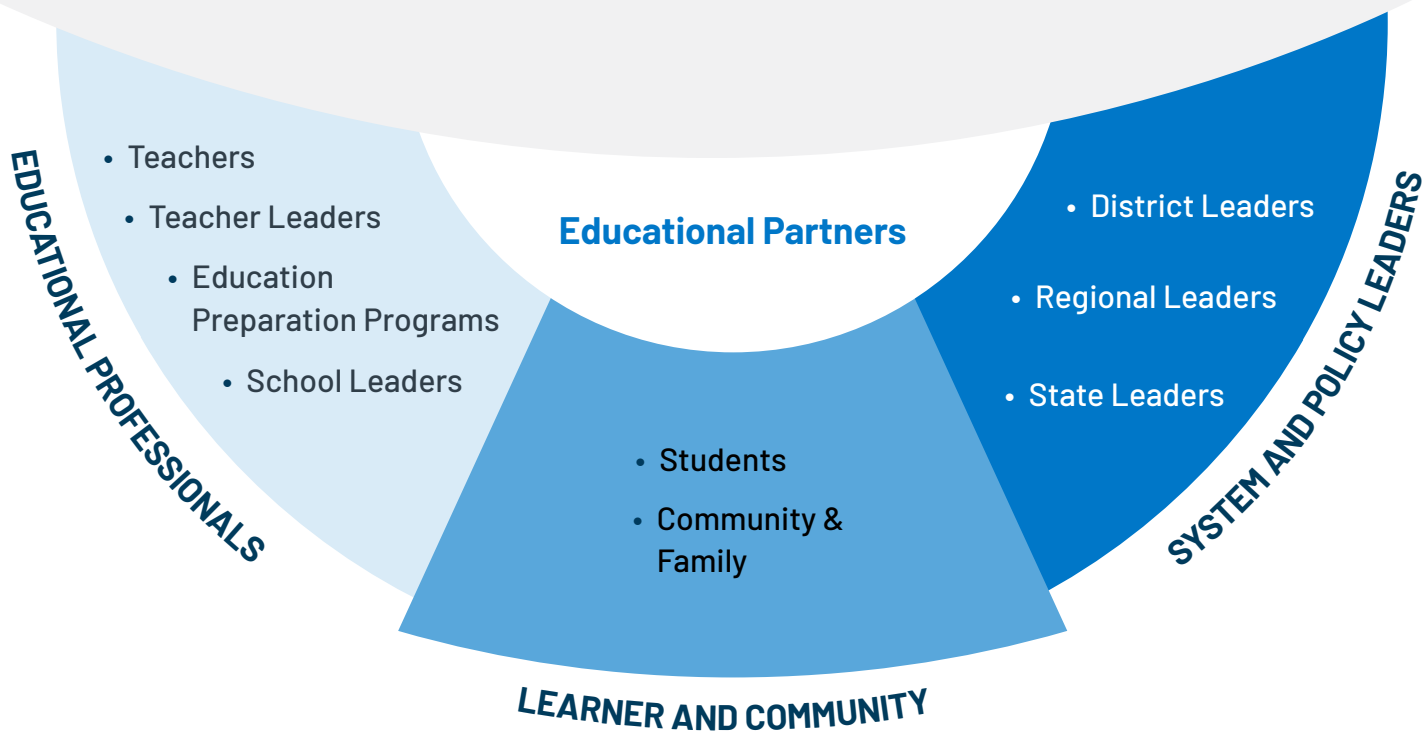 Educational Partners
EDUCATIONAL PROFESSIONALS
• Teachers
• Teacher Leaders
• Education
Preparation Programs
• School Leaders
LEARNER AND COMMUNITY
• Students
• Community &
Family
SYSTEM AND POLICY LEADERS
• District Leaders
• Regional Leaders
• State Leaders